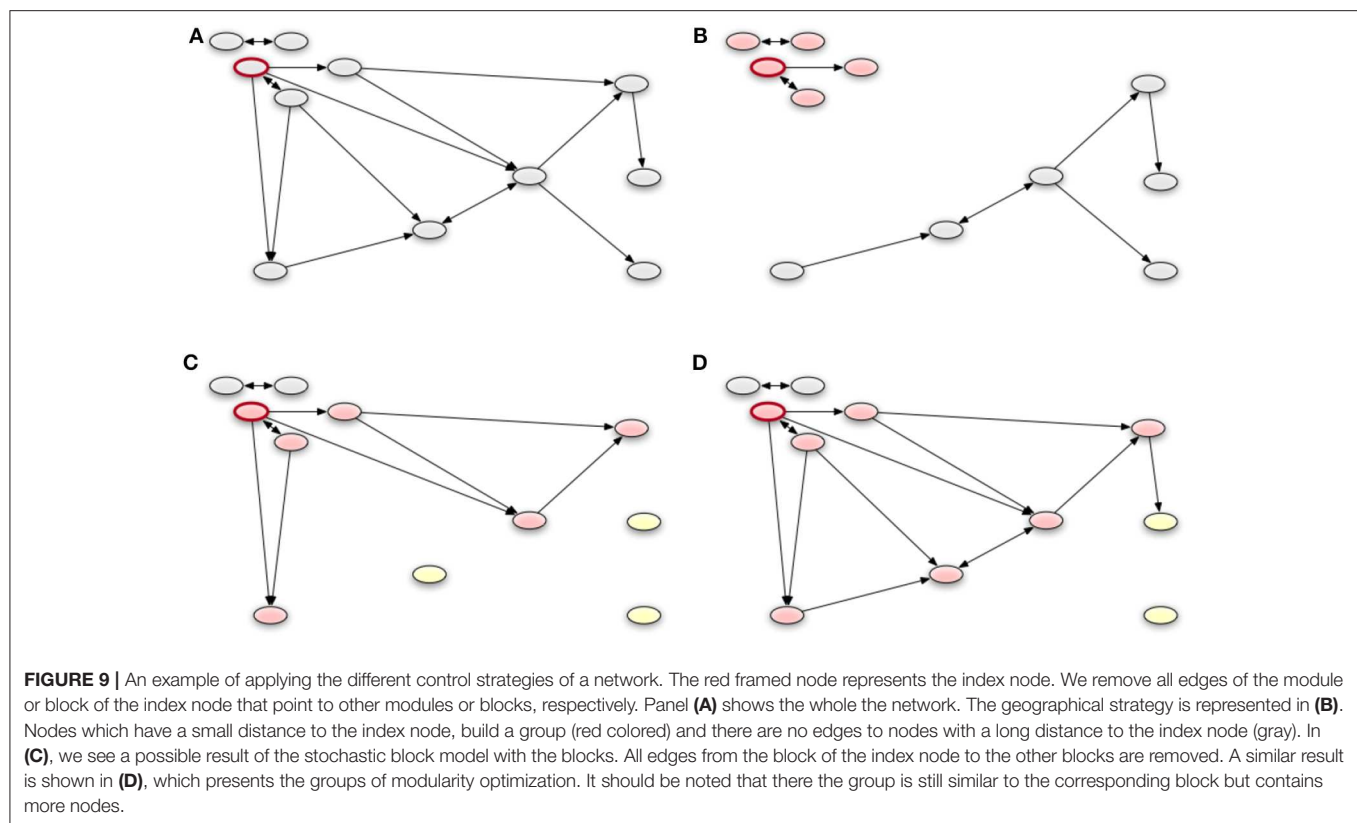 A
B
C
D
FIGURE 9 | An example of applying the different control strategies of a network. The red framed node represents the index node. We remove all edges of the module
or block of the index node that point to other modules or blocks, respectively. Panel (A) shows the whole the network. The geographical strategy is represented in (B).
Nodes which have a small distance to the index node, build a group (red colored) and there are no edges to nodes with a long distance to the index node (gray). In
(C), we see a possible result of the stochastic block model with the blocks. All edges from the block of the index node to the other blocks are removed. A similar result
is shown in (D), which presents the groups of modularity optimization. It should be noted that there the group is still similar to the corresponding block but contains
more nodes.